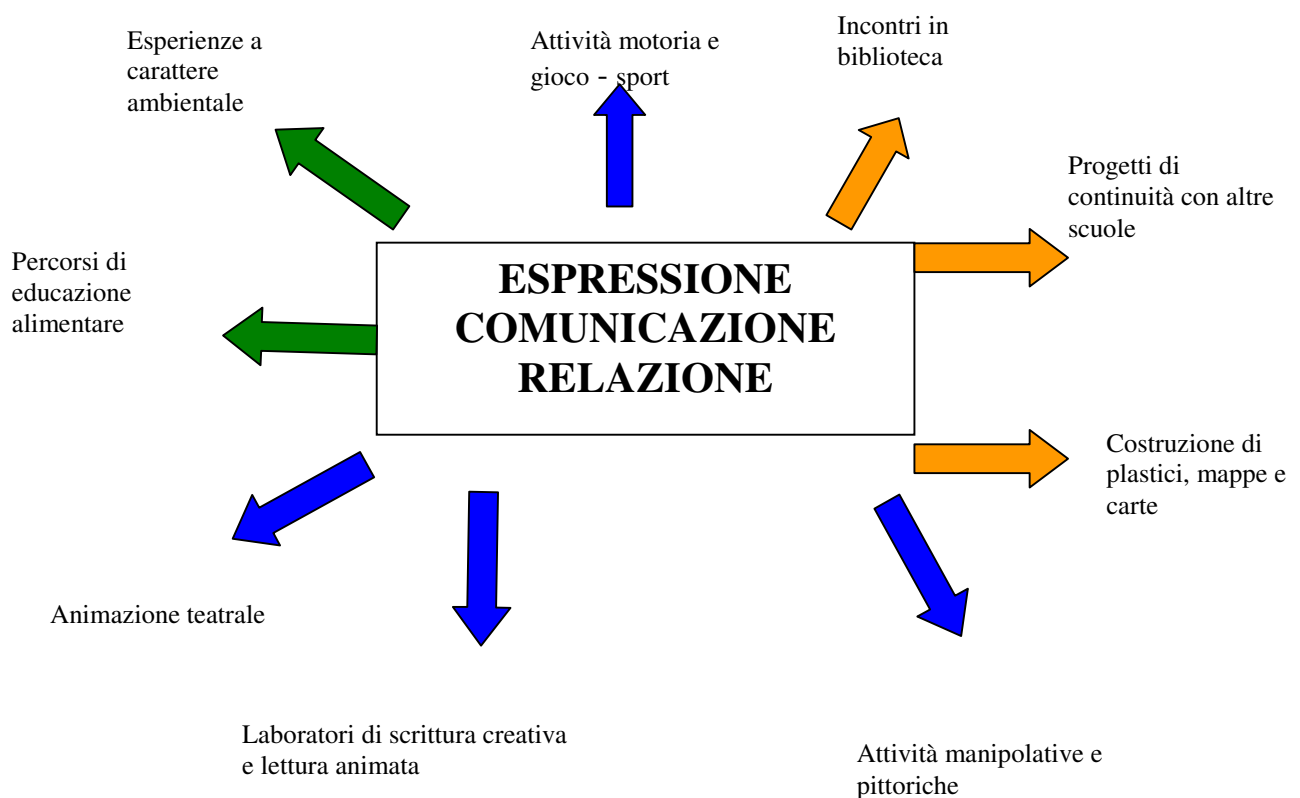 Esperienze a
carattere
ambientale
Attività motoria e
gioco - sport
Incontri in
biblioteca
Progetti di
continuità con altre
scuole
Percorsi di
educazione
alimentare
ESPRESSIONE
COMUNICAZIONE
RELAZIONE
Costruzione di
plastici, mappe e
carte
Animazione teatrale
Laboratori di scrittura creativa
e lettura animata
Attività manipolative e
pittoriche